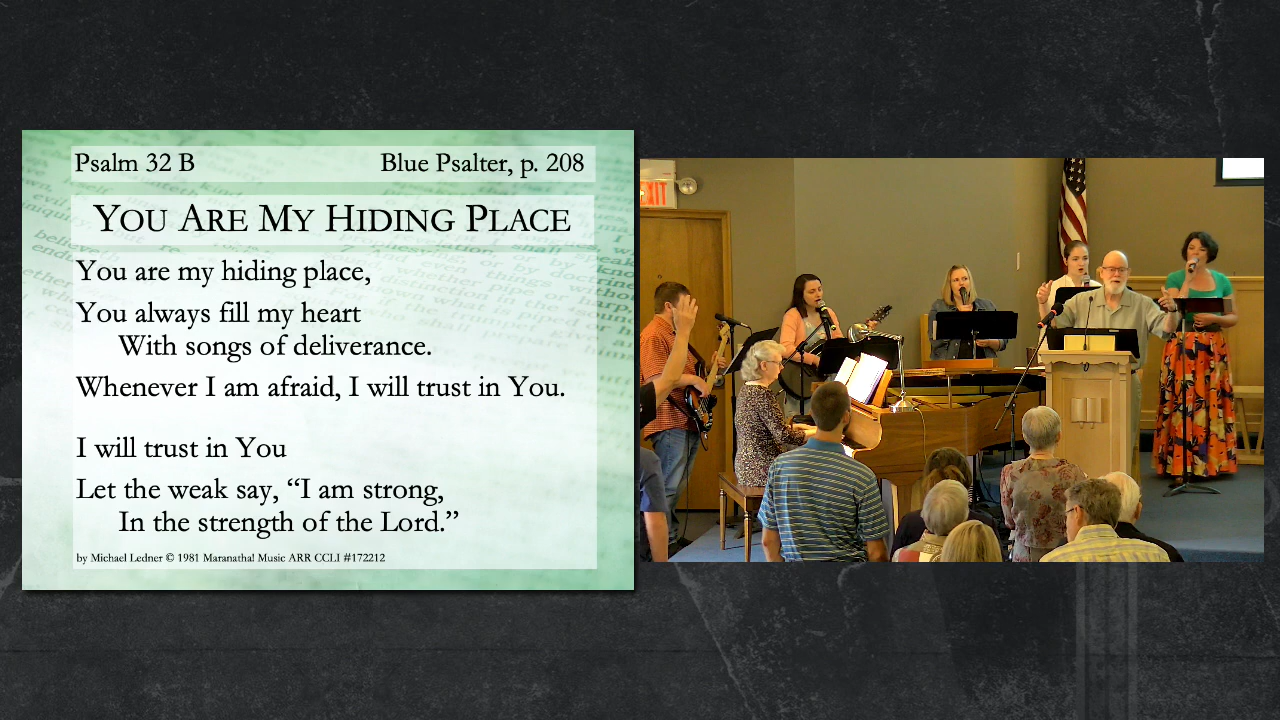 Psalm 32 B
Blue Psalter, p. 208
YOU ARE MY HIDING PLACE
You are my hiding place,
You always fill my heart
With songs of deliverance.
Whenever I am afraid, I will trust in You.
I will trust in You
Let the weak say, “I am strong,
In the strength of the Lord.”
by Michael Ledner © 1981 Maranatha! Music ARR CCLI #172212
EXIT